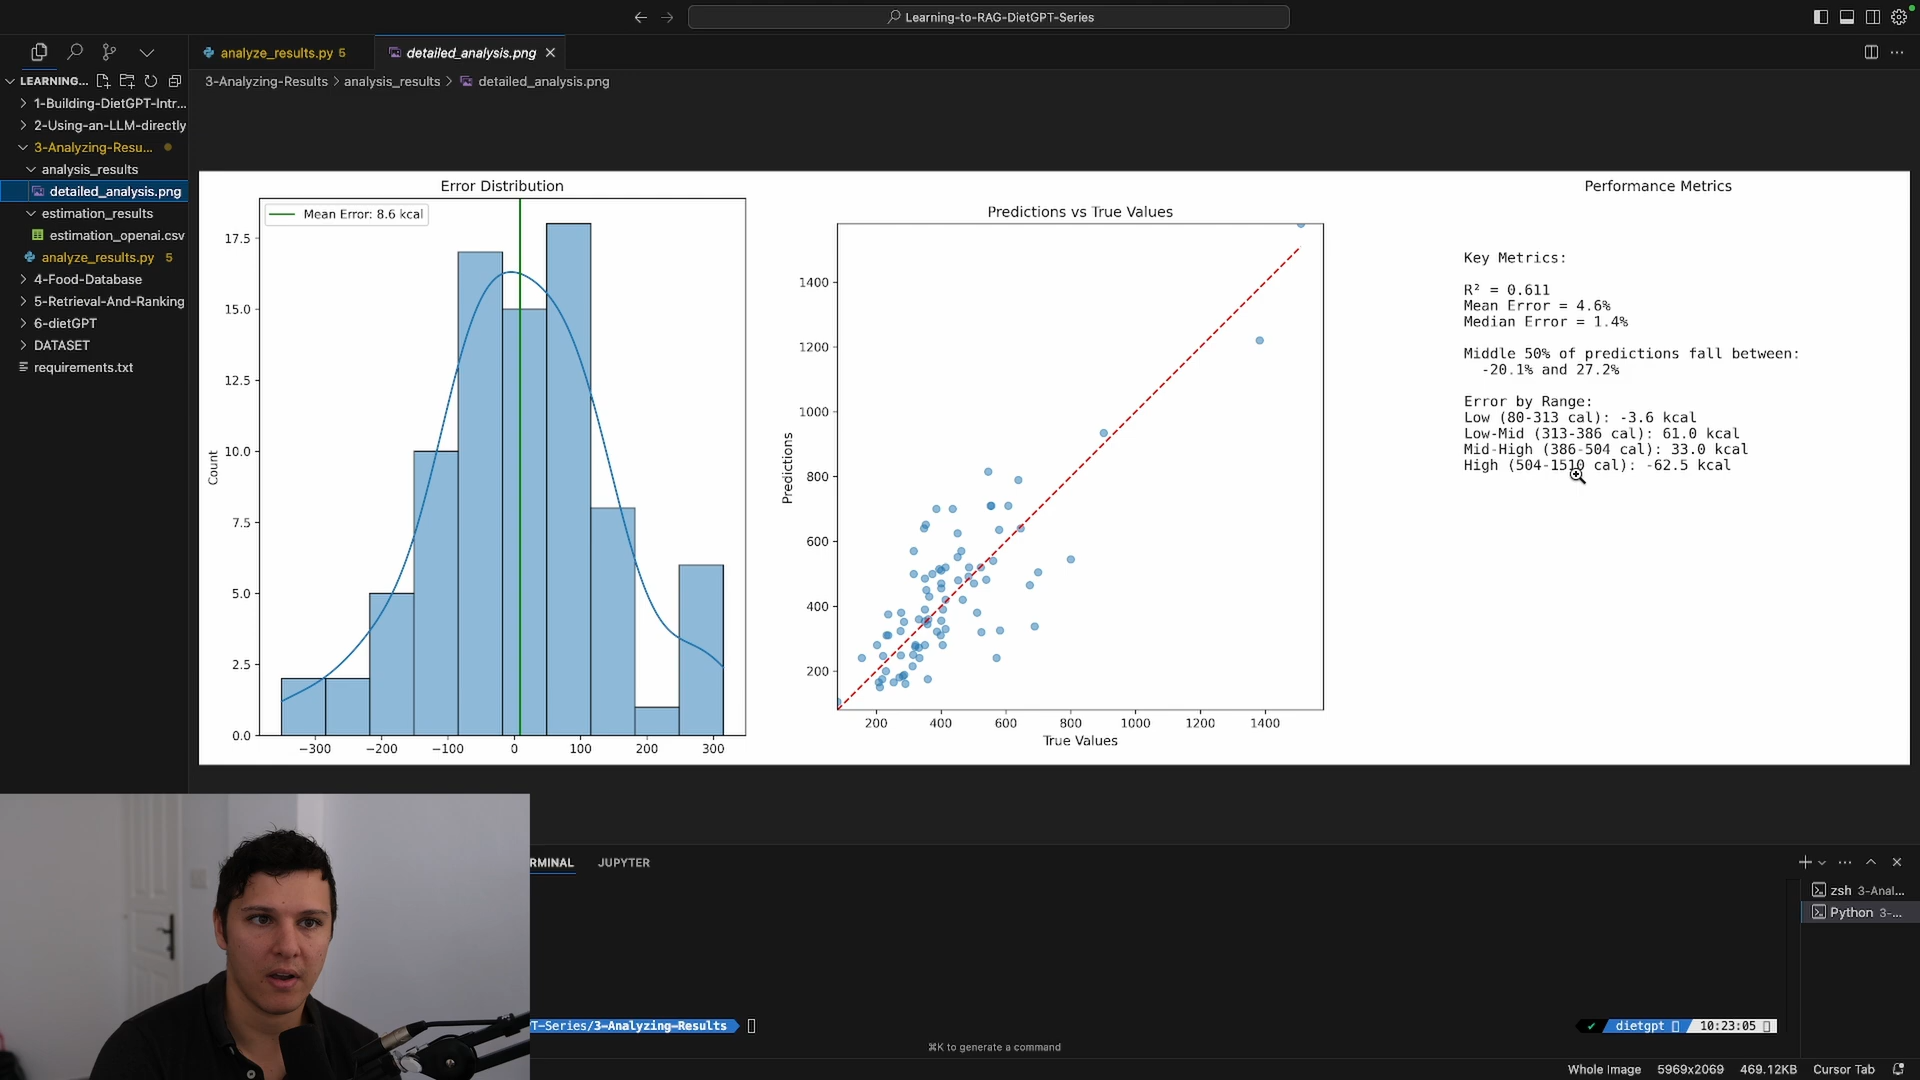 Learning-to-RAG-DietGPT-Series
analyze_results.py 5
detailed_analysis.png
LEARNING...
3-Analyzing-Results > analysis_results > detailed_analysis.png
1-Building-DietGPT-Intr...
2-Using-an-LLM-directly
3-Analyzing-Resu...
analysis_results
detailed_analysis.png
estimation_results
estimation_openai.csv
analyze_results.py 5
4-Food-Database
5-Retrieval-And-Ranking
6-dietGPT
DATASET
requirements.txt
Error Distribution
Mean Error: 8.6 kcal
17.5
15.0
12.5
10.0
7.5
5.0
2.5
0.0
Count
−300 −200 −100 0 100 200 300
Predictions vs True Values
1400
1200
1000
800
600
400
200
Predictions
200 400 600 800 1000 1200 1400
True Values
Performance Metrics
Key Metrics:
R² = 0.611
Mean Error = 4.6%
Median Error = 1.4%
Middle 50% of predictions fall between:
-20.1% and 27.2%
Error by Range:
Low (80-313 cal): -3.6 kcal
Low-Mid (313-386 cal): 61.0 kcal
Mid-High (386-504 cal): 33.0 kcal
High (504-1510 cal): -62.5 kcal
RMINAL JUPYTER
zsh 3-Anal...
Python 3-...
T-Series/3-Analyzing-Results
✔ dietgpt 10:23:05
⌘K to generate a command
Whole Image 5969x2069 469.12KB Cursor Tab